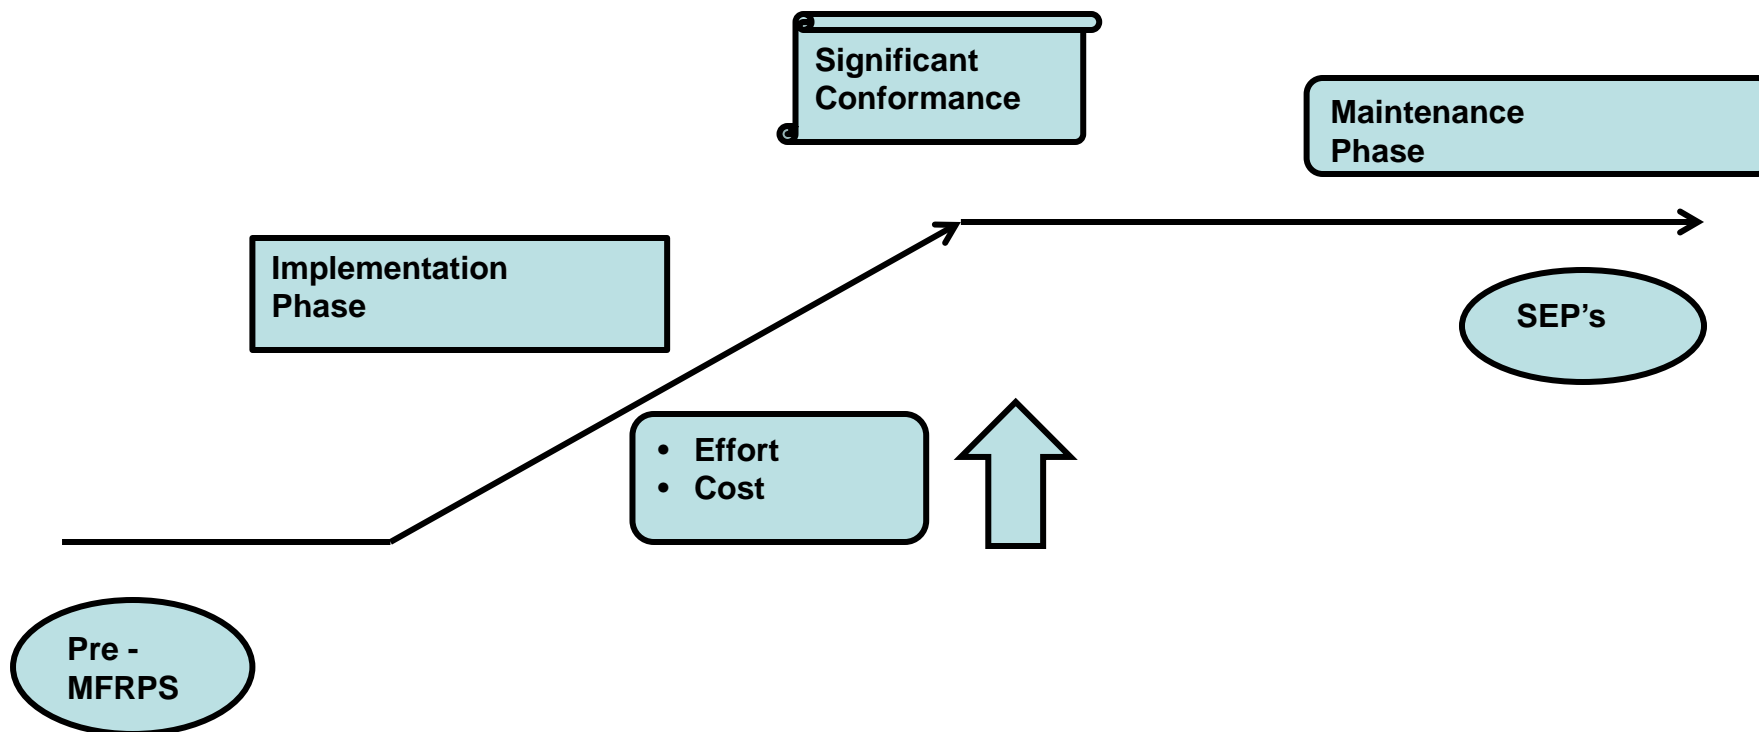 Significant
Conformance
Maintenance
Phase
Implementation
Phase
SEP’s
• Effort
• Cost
Pre -
MFRPS